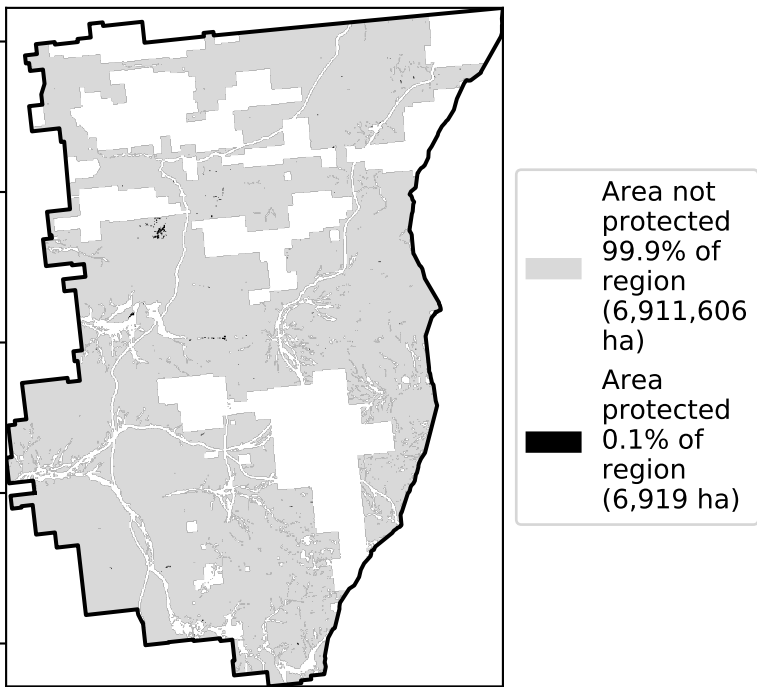 Area not
protected
99.9% of
region
(6,911,606
ha)
Area
protected
0.1% of
region
(6,919 ha)